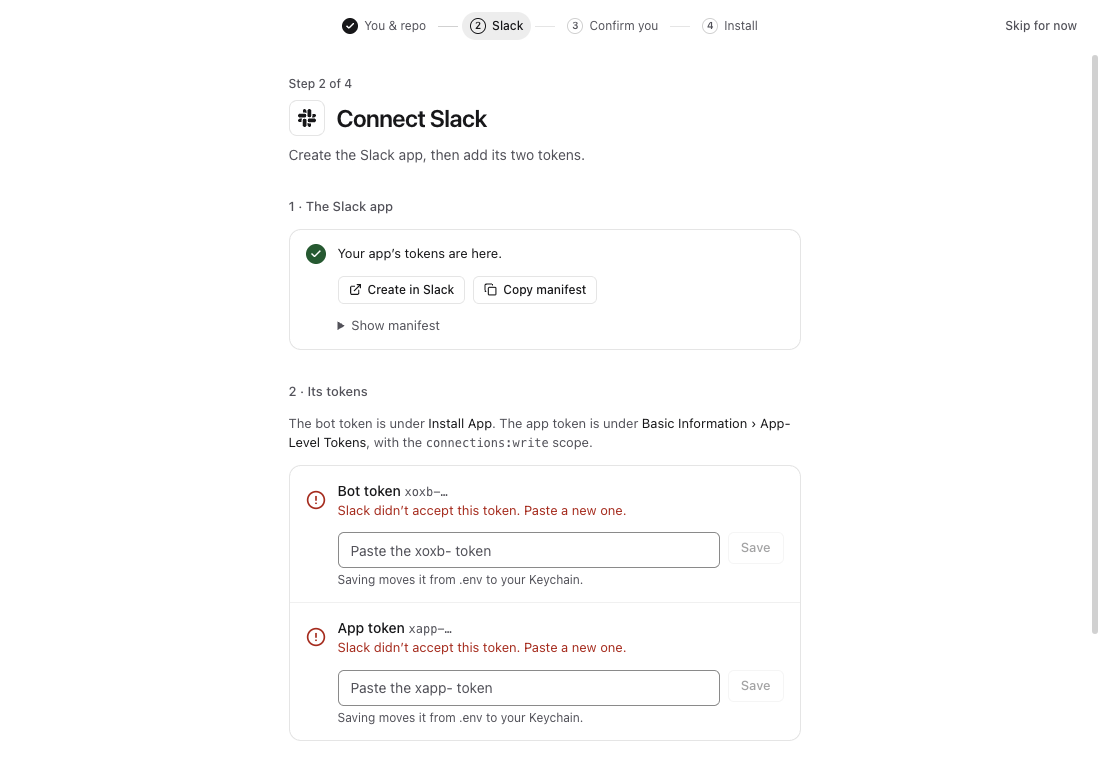 You & repo
2 Slack
3 Confirm you
4 Install
Skip for now
Step 2 of 4
Connect Slack
Create the Slack app, then add its two tokens.
1 · The Slack app
Your app’s tokens are here.
Create in Slack
Copy manifest
Show manifest
2 · Its tokens
The bot token is under Install App. The app token is under Basic Information › App-
Level Tokens, with the connections:write scope.
Bot token xoxb-…
Slack didn’t accept this token. Paste a new one.
Paste the xoxb- token
Save
Saving moves it from .env to your Keychain.
App token xapp-…
Slack didn’t accept this token. Paste a new one.
Paste the xapp- token
Save
Saving moves it from .env to your Keychain.